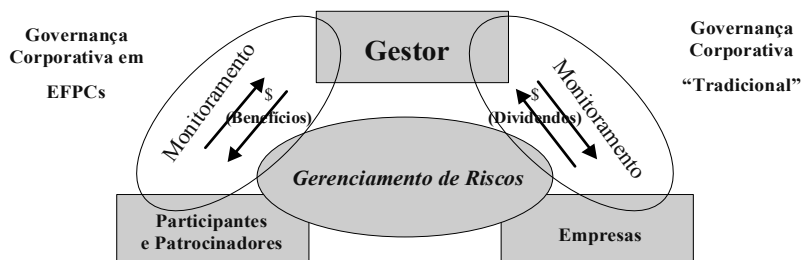 Governança
Corporativa em
EFPCs
Gestor
Governança
Corporativa
“Tradicional”
Monitoramento
$
(Benefícios)
$
(Dividendos)
Monitoramento
Gerenciamento de Riscos
Participantes
e Patrocinadores
Empresas